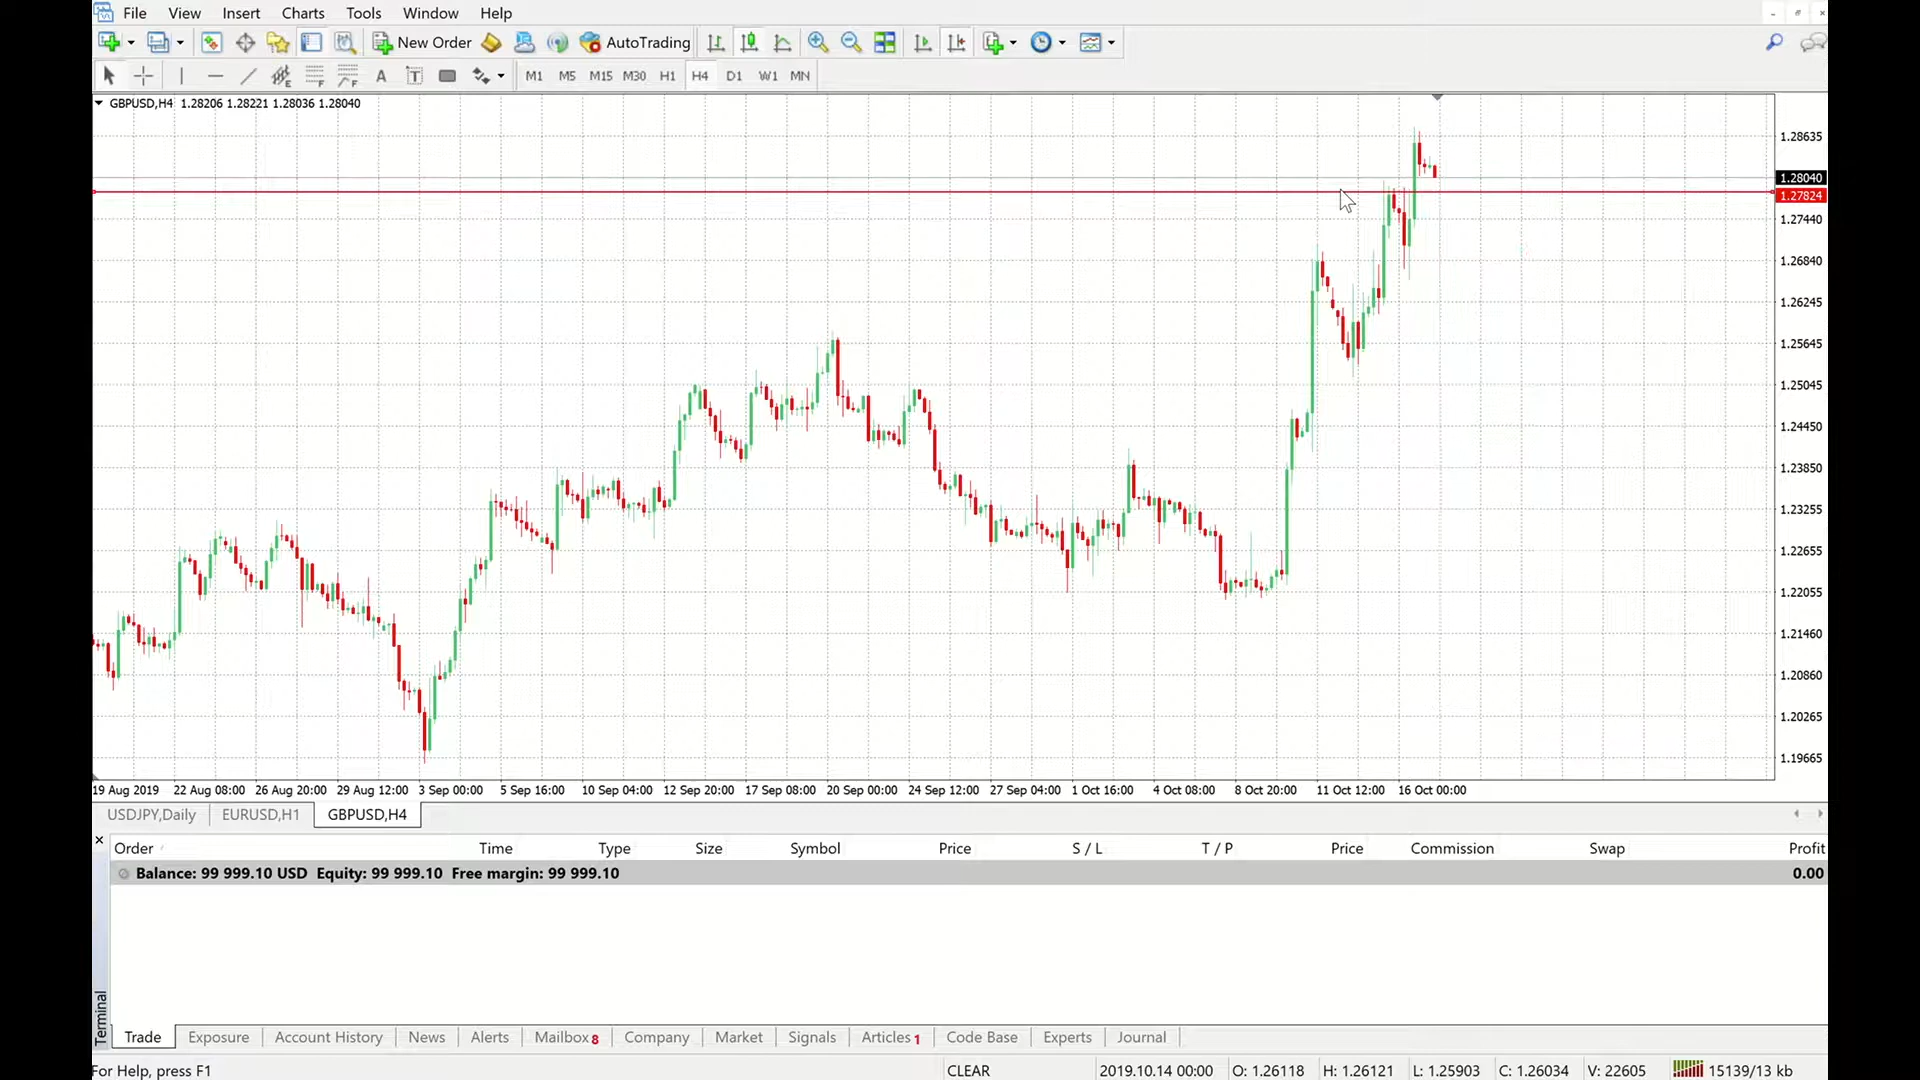 File View Insert Charts Tools Window Help
New Order AutoTrading
A T M1 M5 M15 M30 H1 H4 D1 W1 MN
GBPUSD,H4 1.28206 1.28221 1.28036 1.28040
1.28635
1.28040
1.27824
1.27440
1.26840
1.26245
1.25645
1.25045
1.24450
1.23850
1.23255
1.22655
1.22055
1.21460
1.20860
1.20265
1.19665
19 Aug 2019 22 Aug 08:00 26 Aug 20:00 29 Aug 12:00 3 Sep 00:00 5 Sep 16:00 10 Sep 04:00 12 Sep 20:00 17 Sep 08:00 20 Sep 00:00 24 Sep 12:00 27 Sep 04:00 1 Oct 16:00 4 Oct 08:00 8 Oct 20:00 11 Oct 12:00 16 Oct 00:00
USDJPY,Daily EURUSD,H1 GBPUSD,H4
Order Time Type Size Symbol Price S / L T / P Price Commission Swap Profit
Balance: 99 999.10 USD Equity: 99 999.10 Free margin: 99 999.10 0.00
Terminal
Trade Exposure Account History News Alerts Mailbox 8 Company Market Signals Articles 1 Code Base Experts Journal
For Help, press F1 CLEAR 2019.10.14 00:00 O: 1.26118 H: 1.26121 L: 1.25903 C: 1.26034 V: 22605 15139/13 kb